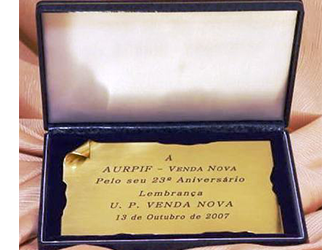 A
AURPIF – VENDA NOVA
Pelo seu 23º Aniversário
Lembrança
U. P. VENDA NOVA
13 de Outubro de 2007